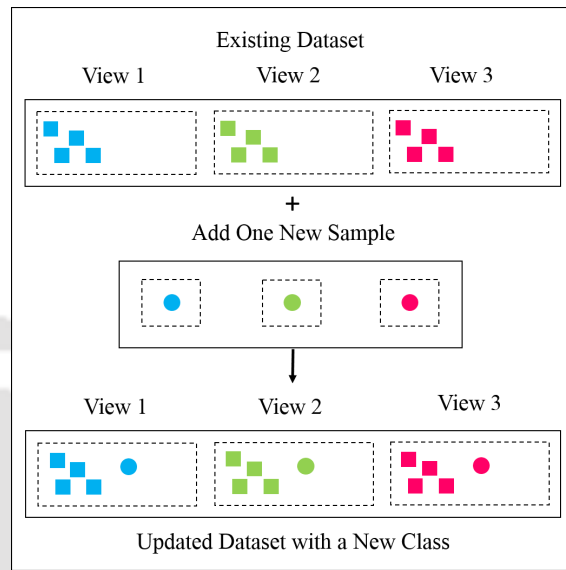 Existing Dataset
View 1 View 2 View 3
+
Add One New Sample
View 1 View 2 View 3
Updated Dataset with a New Class